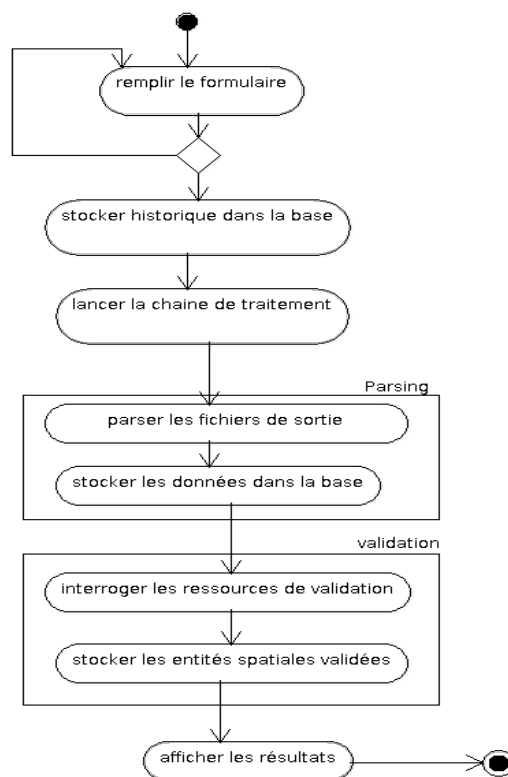 remplir le formulaire
stocker historique dans la base
lancer la chaine de traitement
Parsing
parser les fichiers de sortie
stocker les données dans la base
validation
interroger les ressources de validation
stocker les entités spatiales validées
afficher les résultats